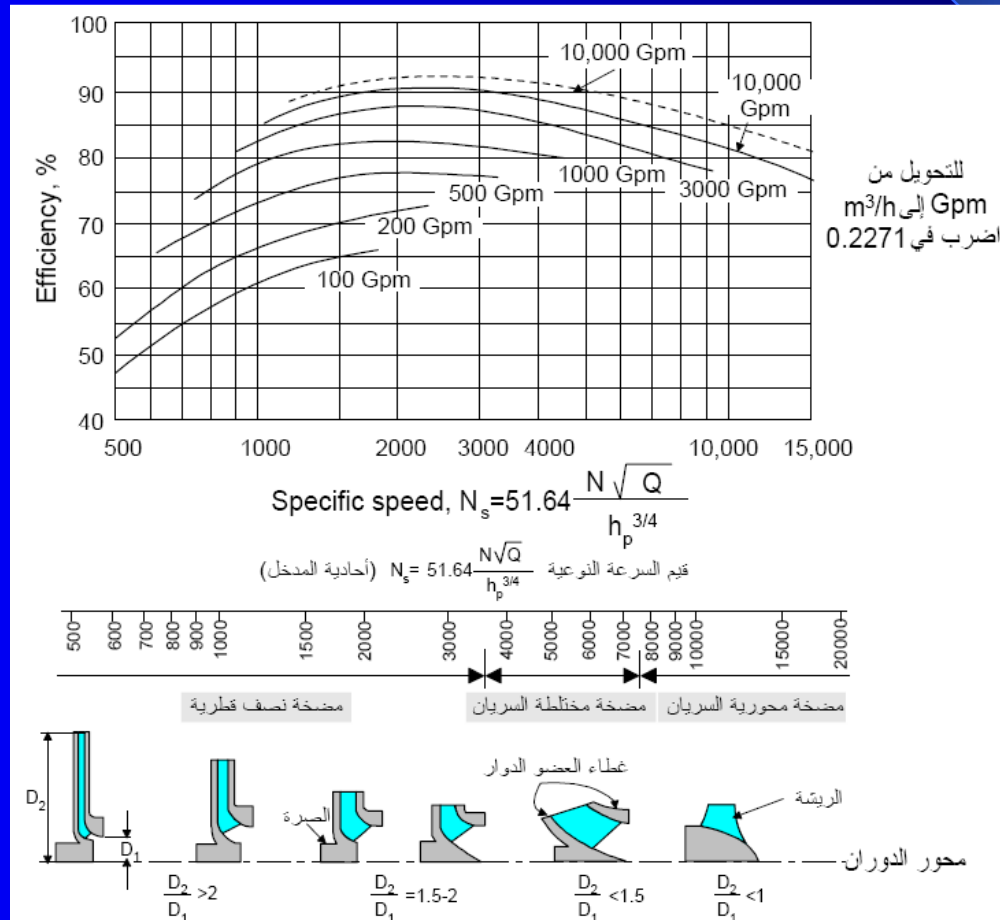 100
90
80
70
60
50
40
Efficiency, %
10,000 Gpm
10,000
Gpm
1000 Gpm
3000 Gpm
500 Gpm
200 Gpm
100 Gpm
للتحويل من
Gpm إلى m³/h
اضرب في 0.2271
500 1000 2000 3000 4000 10,000 15,000
Specific speed, Nₛ=51.64 N√Q / hₚ^3/4
قيم السرعة النوعية Nₛ= 51.64 N√Q / hₚ^3/4 (أحادية المدخل)
500 600 700 800 900 1000 1500 2000 3000 4000 5000 6000 7000 8000 9000 10000 15000 20000
مضخة نصف قطرية
مضخة مختلطة السريان
مضخة محورية السريان
غطاء العضو الدوار
الريشة
الصرة
D₂
D₁
محور الدوران
D₂/D₁ >2
D₂/D₁ =1.5-2
D₂/D₁ <1.5
D₂/D₁ <1